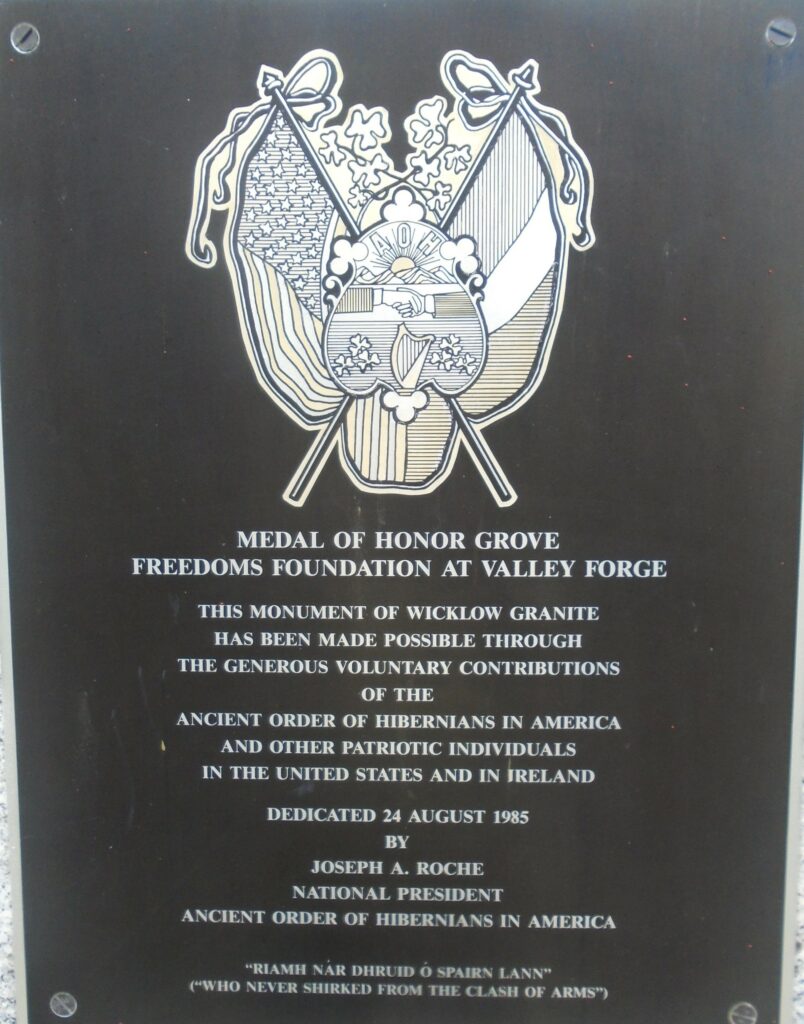 AOH
MEDAL OF HONOR GROVE
FREEDOMS FOUNDATION AT VALLEY FORGE
THIS MONUMENT OF WICKLOW GRANITE
HAS BEEN MADE POSSIBLE THROUGH
THE GENEROUS VOLUNTARY CONTRIBUTIONS
OF THE
ANCIENT ORDER OF HIBERNIANS IN AMERICA
AND OTHER PATRIOTIC INDIVIDUALS
IN THE UNITED STATES AND IN IRELAND
DEDICATED 24 AUGUST 1985
BY
JOSEPH A. ROCHE
NATIONAL PRESIDENT
ANCIENT ORDER OF HIBERNIANS IN AMERICA
“RIAMH NÁR DHRUID Ó SPAIRN LANN”
(“WHO NEVER SHIRKED FROM THE CLASH OF ARMS”)